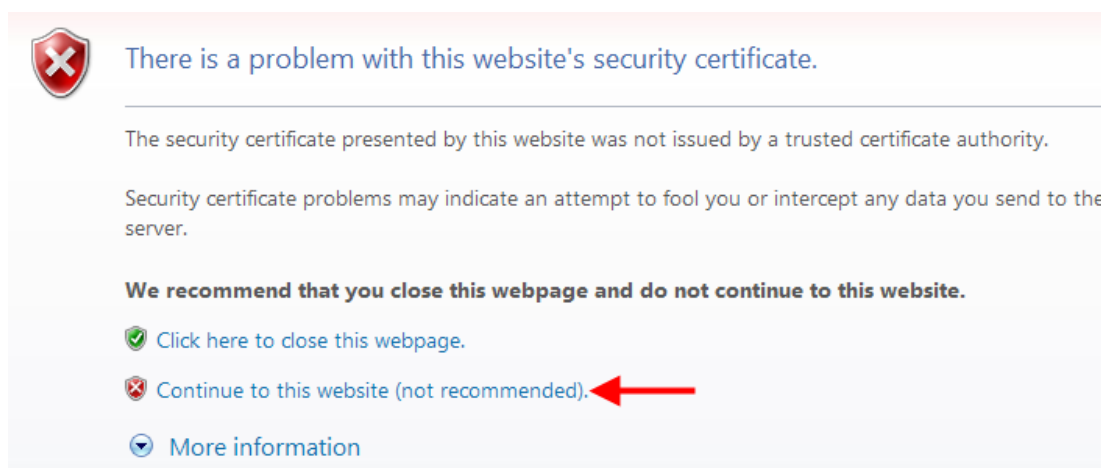 There is a problem with this website's security certificate.
The security certificate presented by this website was not issued by a trusted certificate authority.
Security certificate problems may indicate an attempt to fool you or intercept any data you send to the
server.
We recommend that you close this webpage and do not continue to this website.
Click here to close this webpage.
Continue to this website (not recommended).
More information